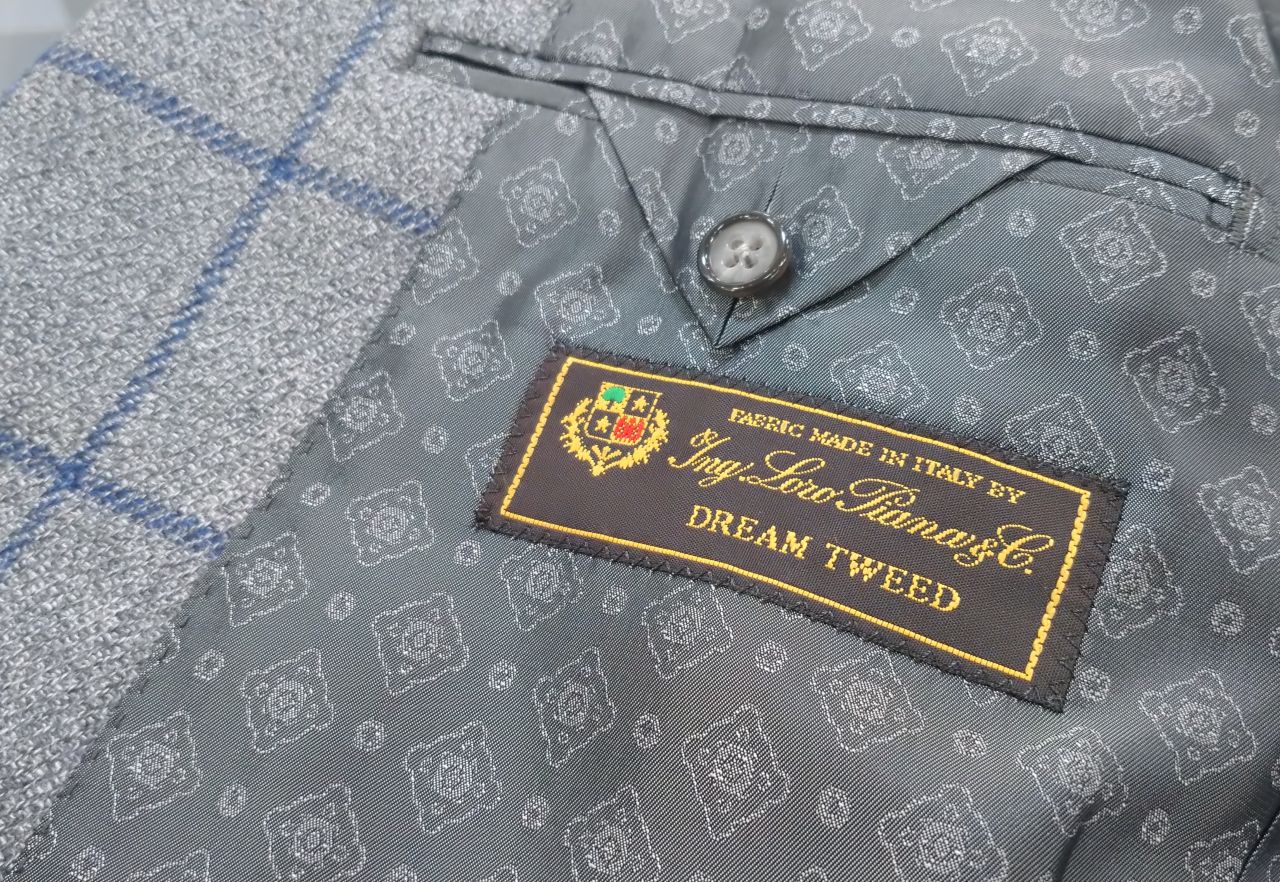 FABRIC MADE IN ITALY BY
Ing. Loro Piana & C.
DREAM TWEED